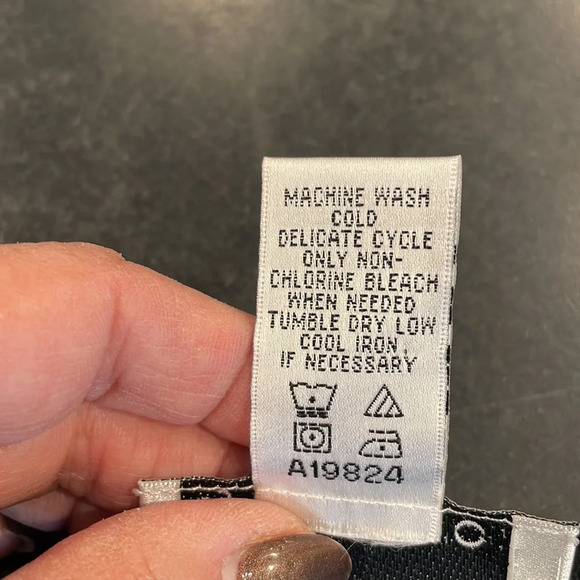 MACHINE WASH
COLD
DELICATE CYCLE
ONLY NON-
CHLORINE BLEACH
WHEN NEEDED
TUMBLE DRY LOW
COOL IRON
IF NECESSARY
A19824